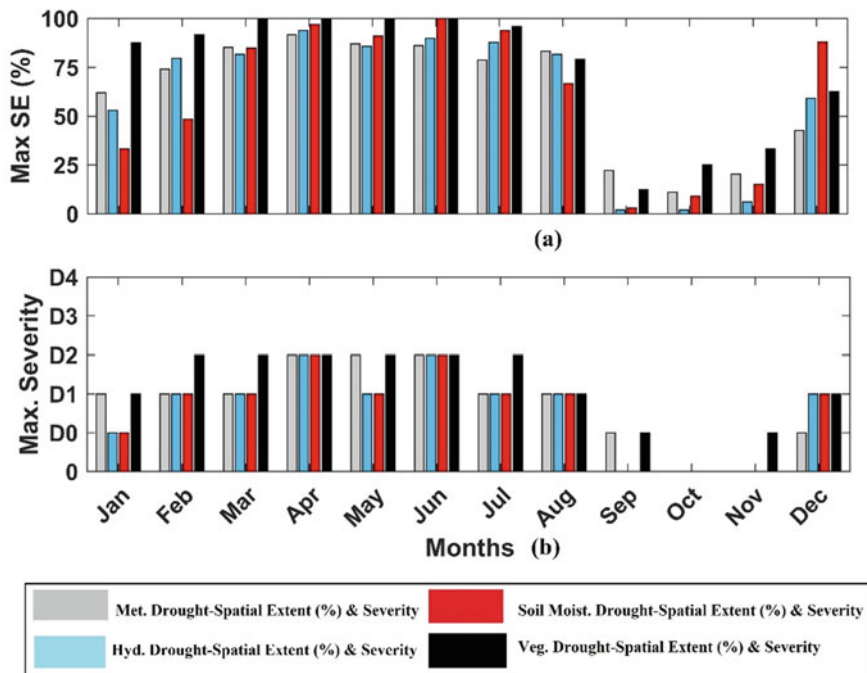 100
75
50
25
0
Max SE (%)
(a)
D4
D3
D2
D1
D0
0
Max. Severity
Jan
Feb
Mar
Apr
May
Jun
Jul
Aug
Sep
Oct
Nov
Dec
Months (b)
Met. Drought-Spatial Extent (%) & Severity
Soil Moist. Drought-Spatial Extent (%) & Severity
Hyd. Drought-Spatial Extent (%) & Severity
Veg. Drought-Spatial Extent (%) & Severity